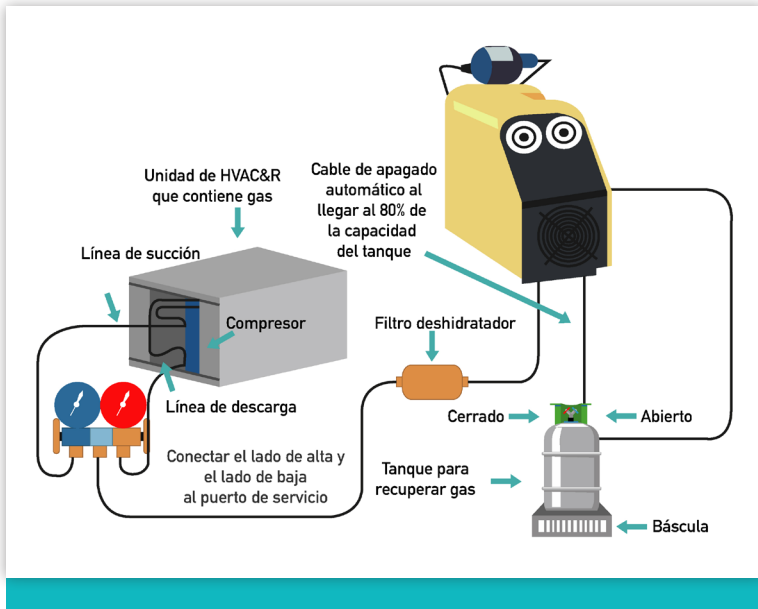 Unidad de HVAC&R
que contiene gas
Cable de apagado
automático al
llegar al 80% de
la capacidad
del tanque
Línea de succión
Compresor
Filtro deshidratador
Línea de descarga
Cerrado
Abierto
Conectar el lado de alta y
el lado de baja
al puerto de servicio
Tanque para
recuperar gas
Báscula